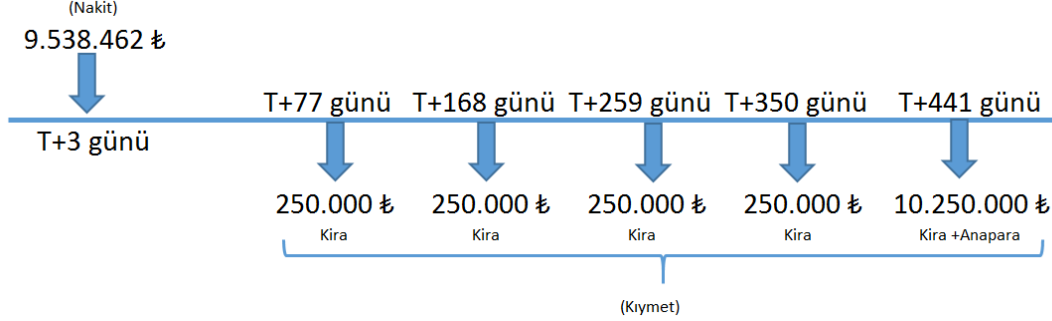 (Nakit)
9.538.462 ₺
T+77 günü T+168 günü T+259 günü T+350 günü T+441 günü
T+3 günü
250.000 ₺ 250.000 ₺ 250.000 ₺ 250.000 ₺ 10.250.000 ₺
Kira Kira Kira Kira Kira +Anapara
(Kıymet)